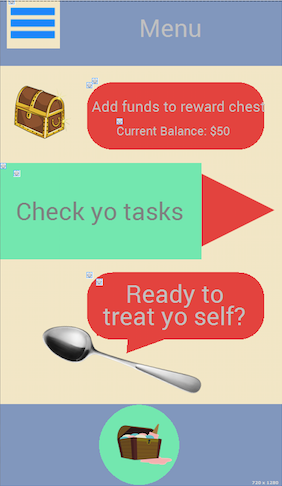 Menu
Add funds to reward chest
Current Balance: $50
Check yo tasks
Ready to
treat yo self?
720 x 1280